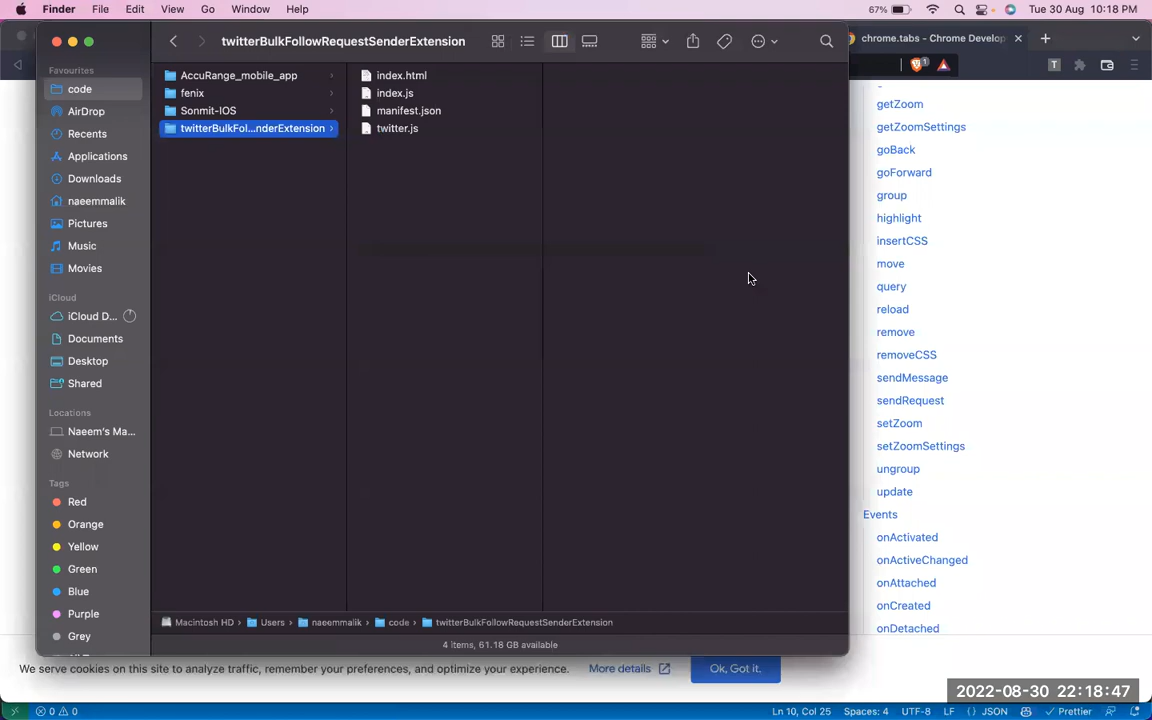 Finder File Edit View Go Window Help 67% Tue 30 Aug 10:18 PM
twitterBulkFollowRequestSenderExtension
chrome.tabs - Chrome Develop
Favourites
code
AirDrop
Recents
Applications
Downloads
naeemmalik
Pictures
Music
Movies
iCloud
iCloud D...
Documents
Desktop
Shared
Locations
Naeem's Ma...
Network
Tags
Red
Orange
Yellow
Green
Blue
Purple
Grey
AccuRange_mobile_app
fenix
Sonmit-IOS
twitterBulkFol...nderExtension
index.html
index.js
manifest.json
twitter.js
Macintosh HD › Users › naeemmalik › code › twitterBulkFollowRequestSenderExtension
4 items, 61.18 GB available
1
T
getZoom
getZoomSettings
goBack
goForward
group
highlight
insertCSS
move
query
reload
remove
removeCSS
sendMessage
sendRequest
setZoom
setZoomSettings
ungroup
update
Events
onActivated
onActiveChanged
onAttached
onCreated
onDetached
We serve cookies on this site to analyze traffic, remember your preferences, and optimize your experience. More details Ok, Got it.
2022-08-30 22:18:47
0 0 Ln 10, Col 25 Spaces: 4 UTF-8 LF {} JSON Prettier